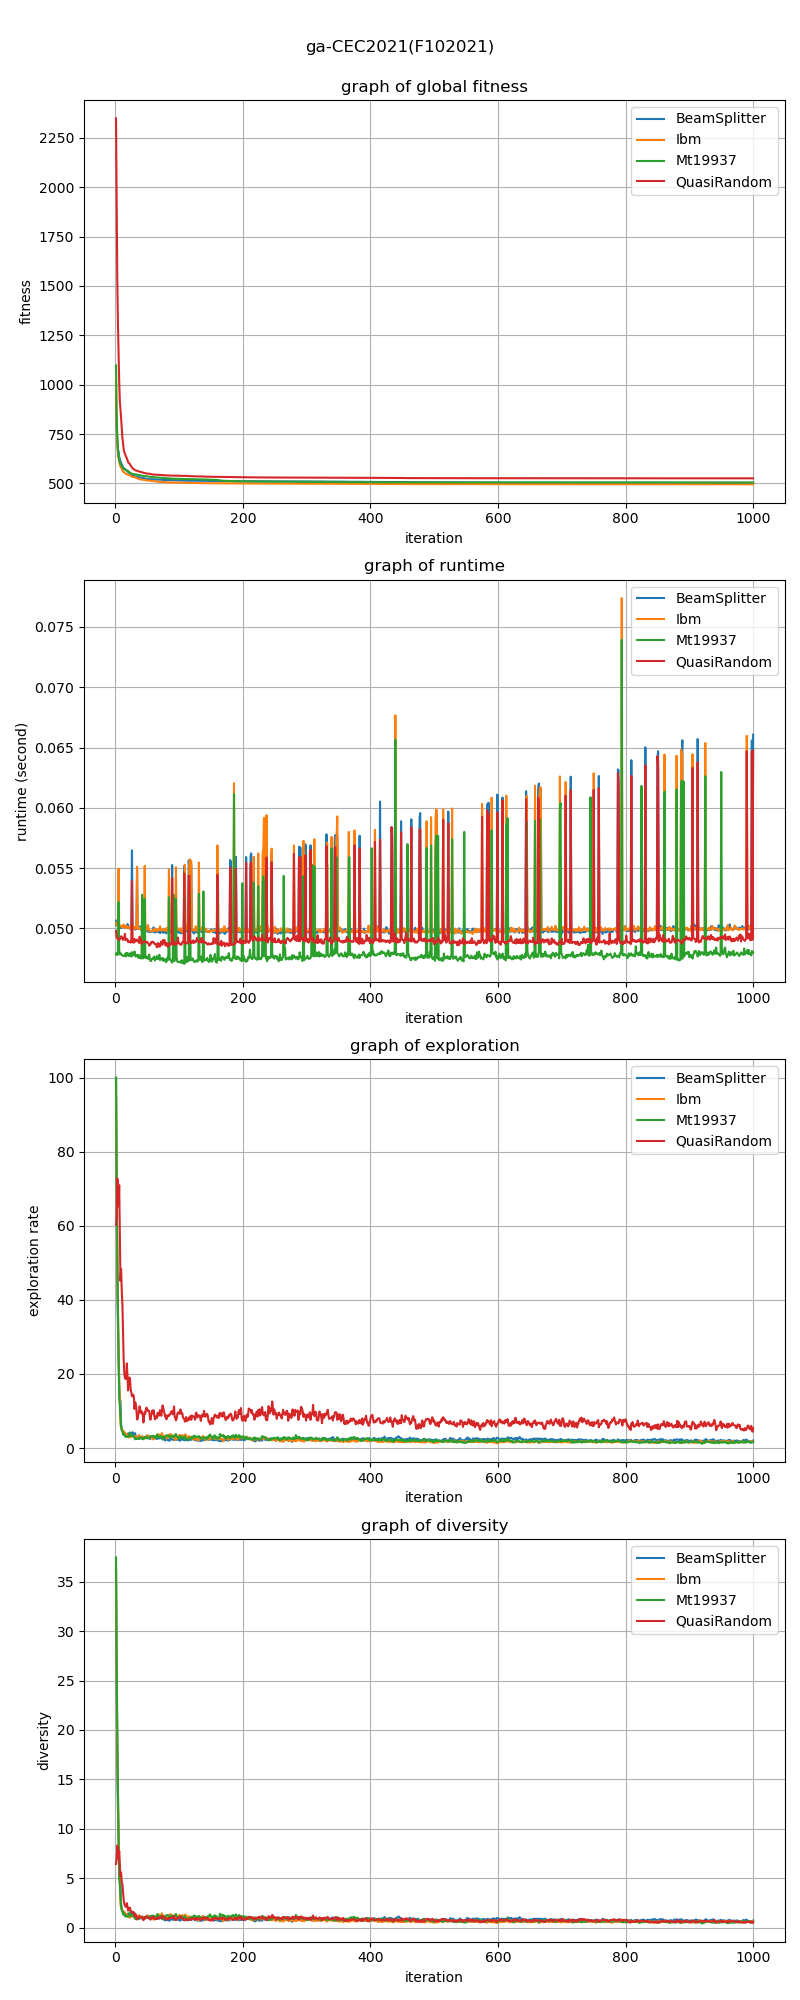 ga-CEC2021(F102021)
graph of global fitness
BeamSplitter
Ibm
Mt19937
QuasiRandom
2250
2000
1750
1500
1250
1000
750
500
fitness
0 200 400 600 800 1000
iteration
graph of runtime
BeamSplitter
Ibm
Mt19937
QuasiRandom
0.075
0.070
0.065
0.060
0.055
0.050
runtime (second)
0 200 400 600 800 1000
iteration
graph of exploration
BeamSplitter
Ibm
Mt19937
QuasiRandom
100
80
60
40
20
0
exploration rate
0 200 400 600 800 1000
iteration
graph of diversity
BeamSplitter
Ibm
Mt19937
QuasiRandom
35
30
25
20
15
10
5
0
diversity
0 200 400 600 800 1000
iteration